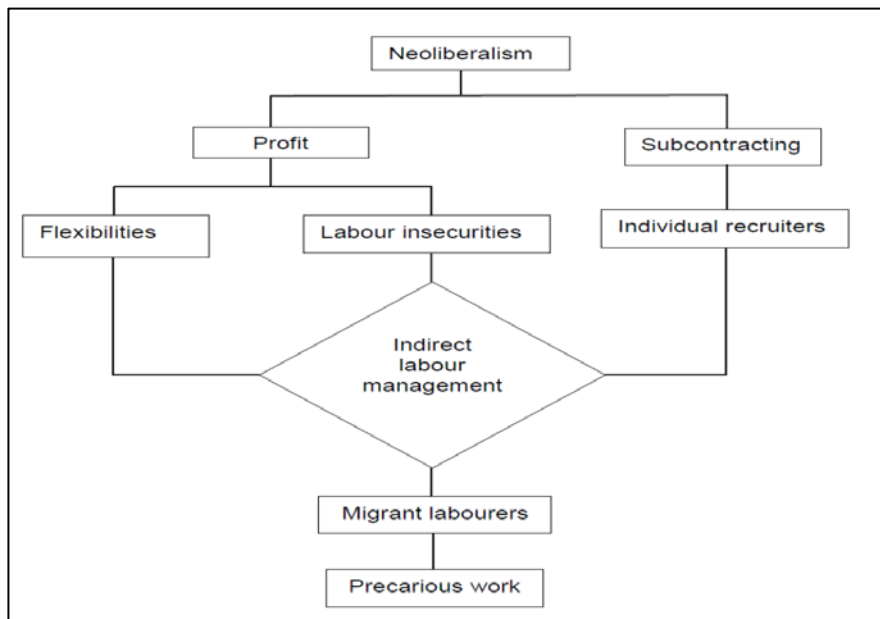 Neoliberalism
Profit
Subcontracting
Flexibilities
Labour insecurities
Individual recruiters
Indirect
labour
management
Migrant labourers
Precarious work